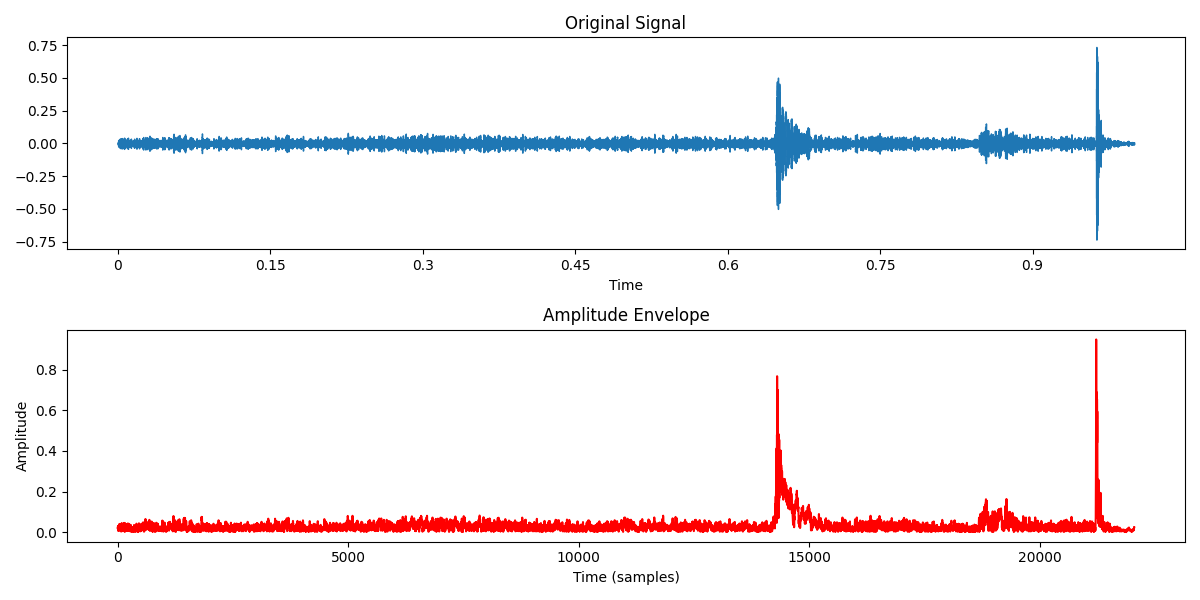 Original Signal
0.75
0.50
0.25
0.00
−0.25
−0.50
−0.75
0 0.15 0.3 0.45 0.6 0.75 0.9
Time
Amplitude Envelope
Amplitude
0.8
0.6
0.4
0.2
0.0
0 5000 10000 15000 20000
Time (samples)